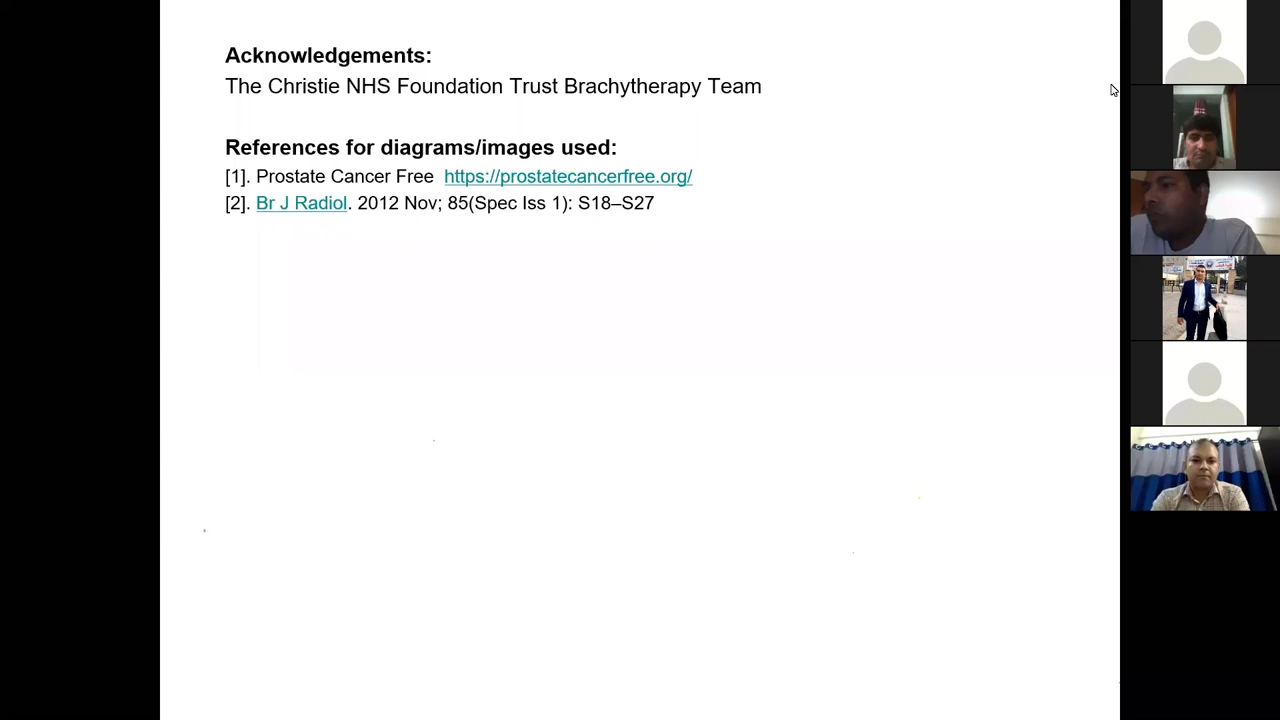 Acknowledgements:
The Christie NHS Foundation Trust Brachytherapy Team
References for diagrams/images used:
[1]. Prostate Cancer Free https://prostatecancerfree.org/
[2]. Br J Radiol. 2012 Nov; 85(Spec Iss 1): S18–S27